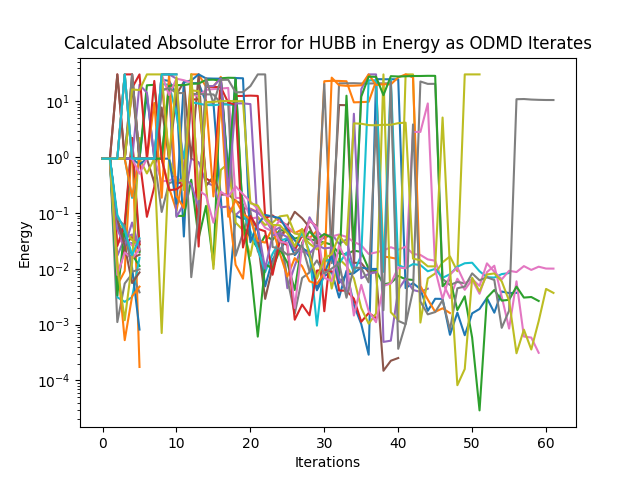 Calculated Absolute Error for HUBB in Energy as ODMD Iterates
Energy
10¹
10⁰
10⁻¹
10⁻²
10⁻³
10⁻⁴
0 10 20 30 40 50 60
Iterations